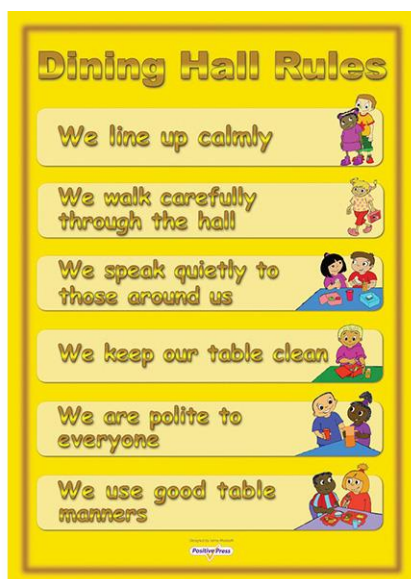 Dining Hall Rules
We line up calmly
We walk carefully
through the hall
We speak quietly to
those around us
We keep our table clean
We are polite to
everyone
We use good table
manners
Positive Press